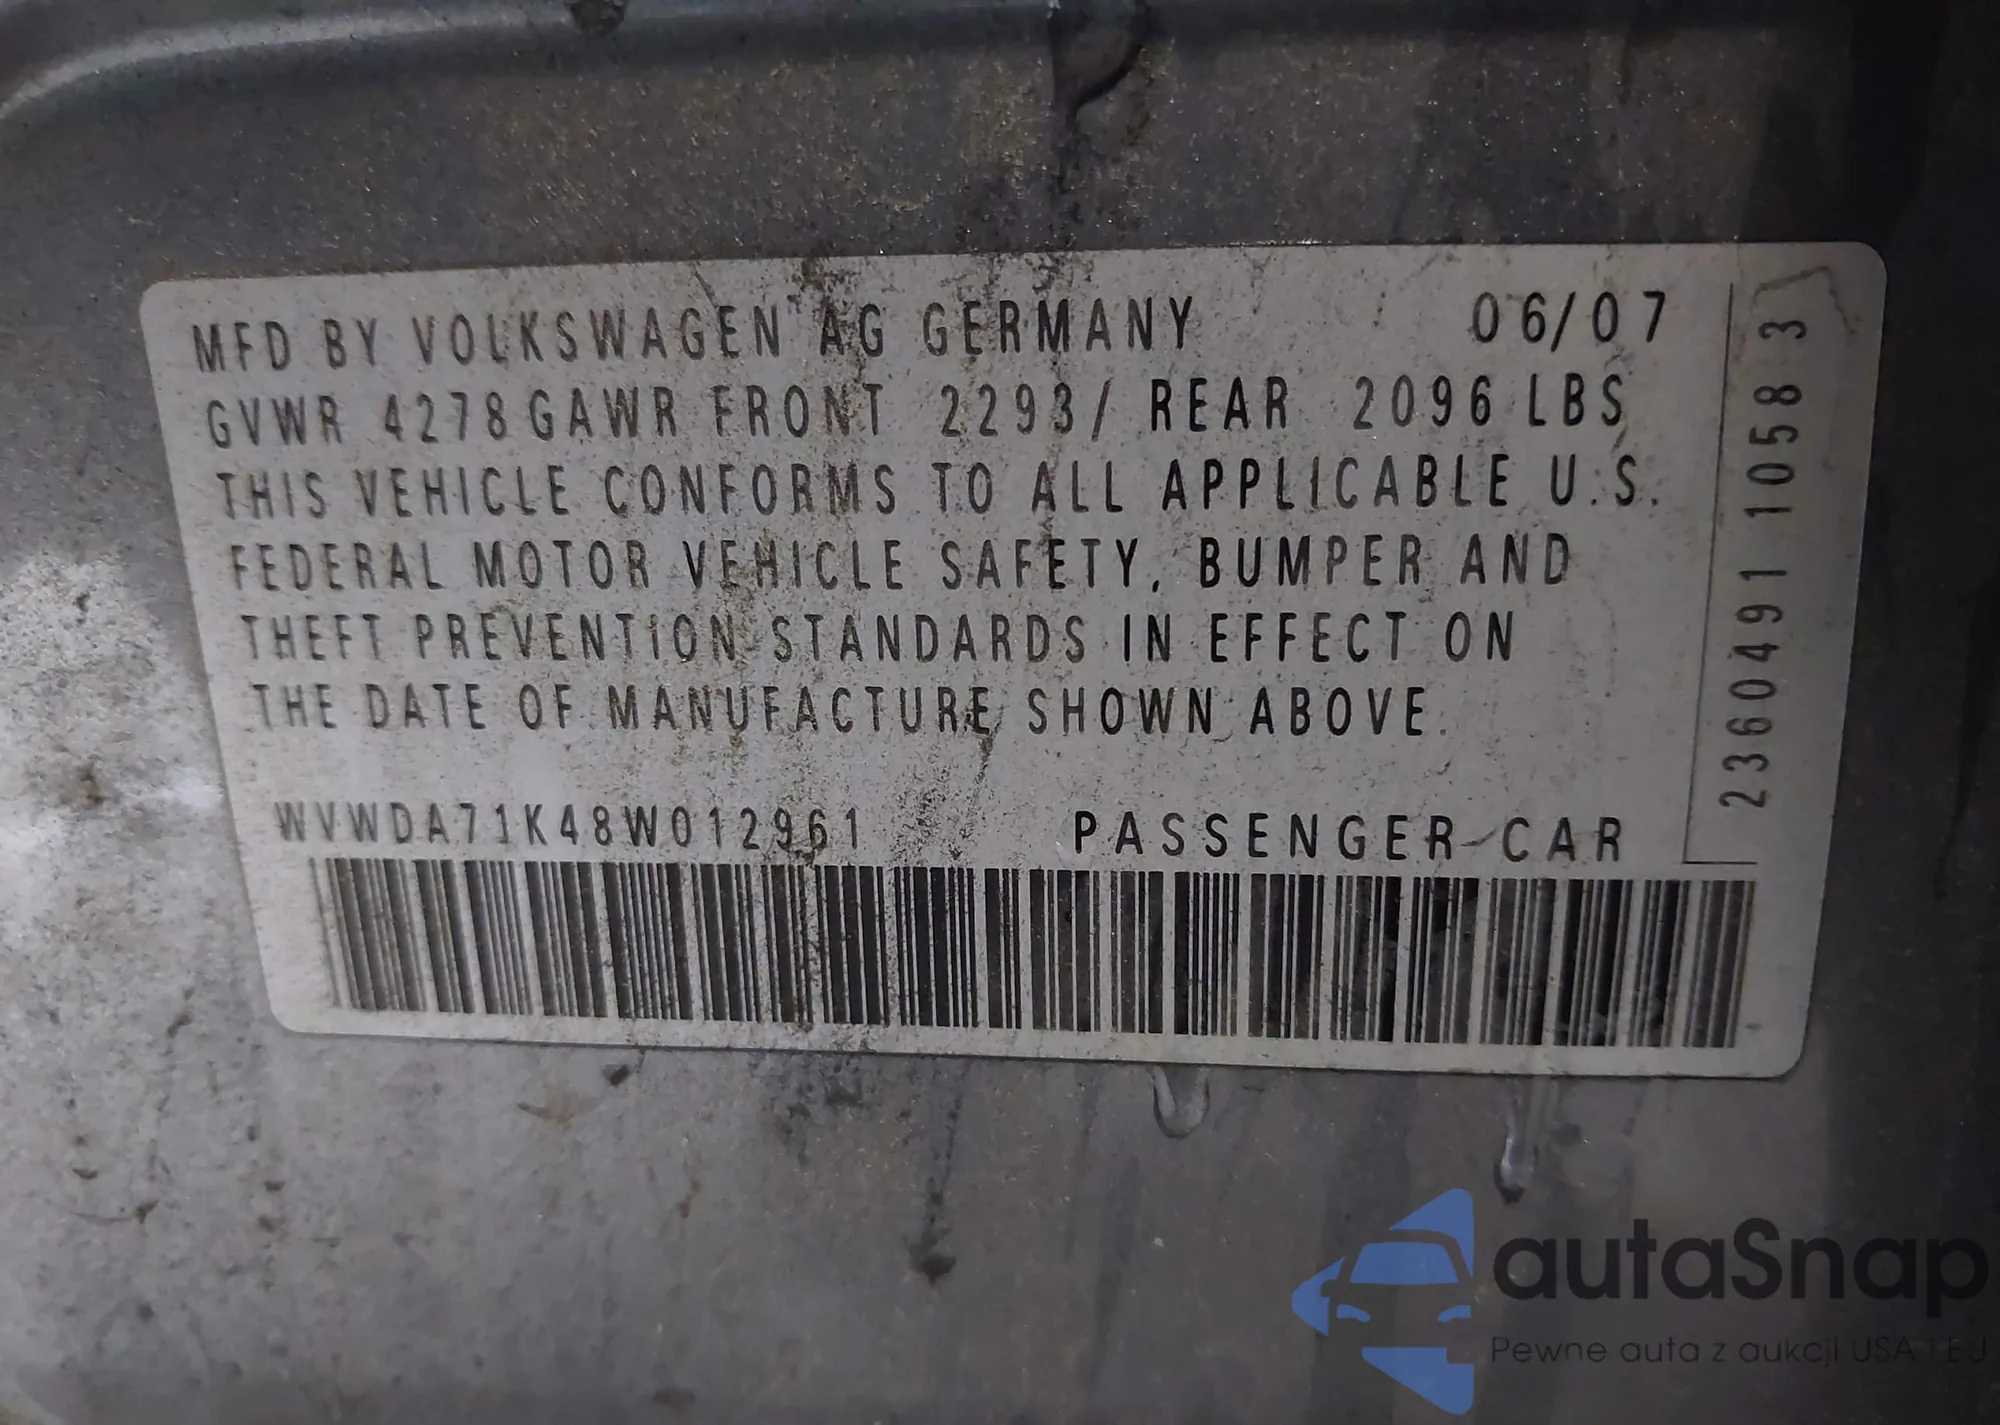 MFD BY VOLKSWAGEN AG GERMANY 06/07
GVWR 4278 GAWR FRONT 2293/ REAR 2096 LBS
THIS VEHICLE CONFORMS TO ALL APPLICABLE U.S.
FEDERAL MOTOR VEHICLE SAFETY, BUMPER AND
THEFT PREVENTION STANDARDS IN EFFECT ON
THE DATE OF MANUFACTURE SHOWN ABOVE.
WVWDA71K48W012961 PASSENGER CAR
2360491 1058 3
autaSnap
Pewne auta z aukcji USA i EU